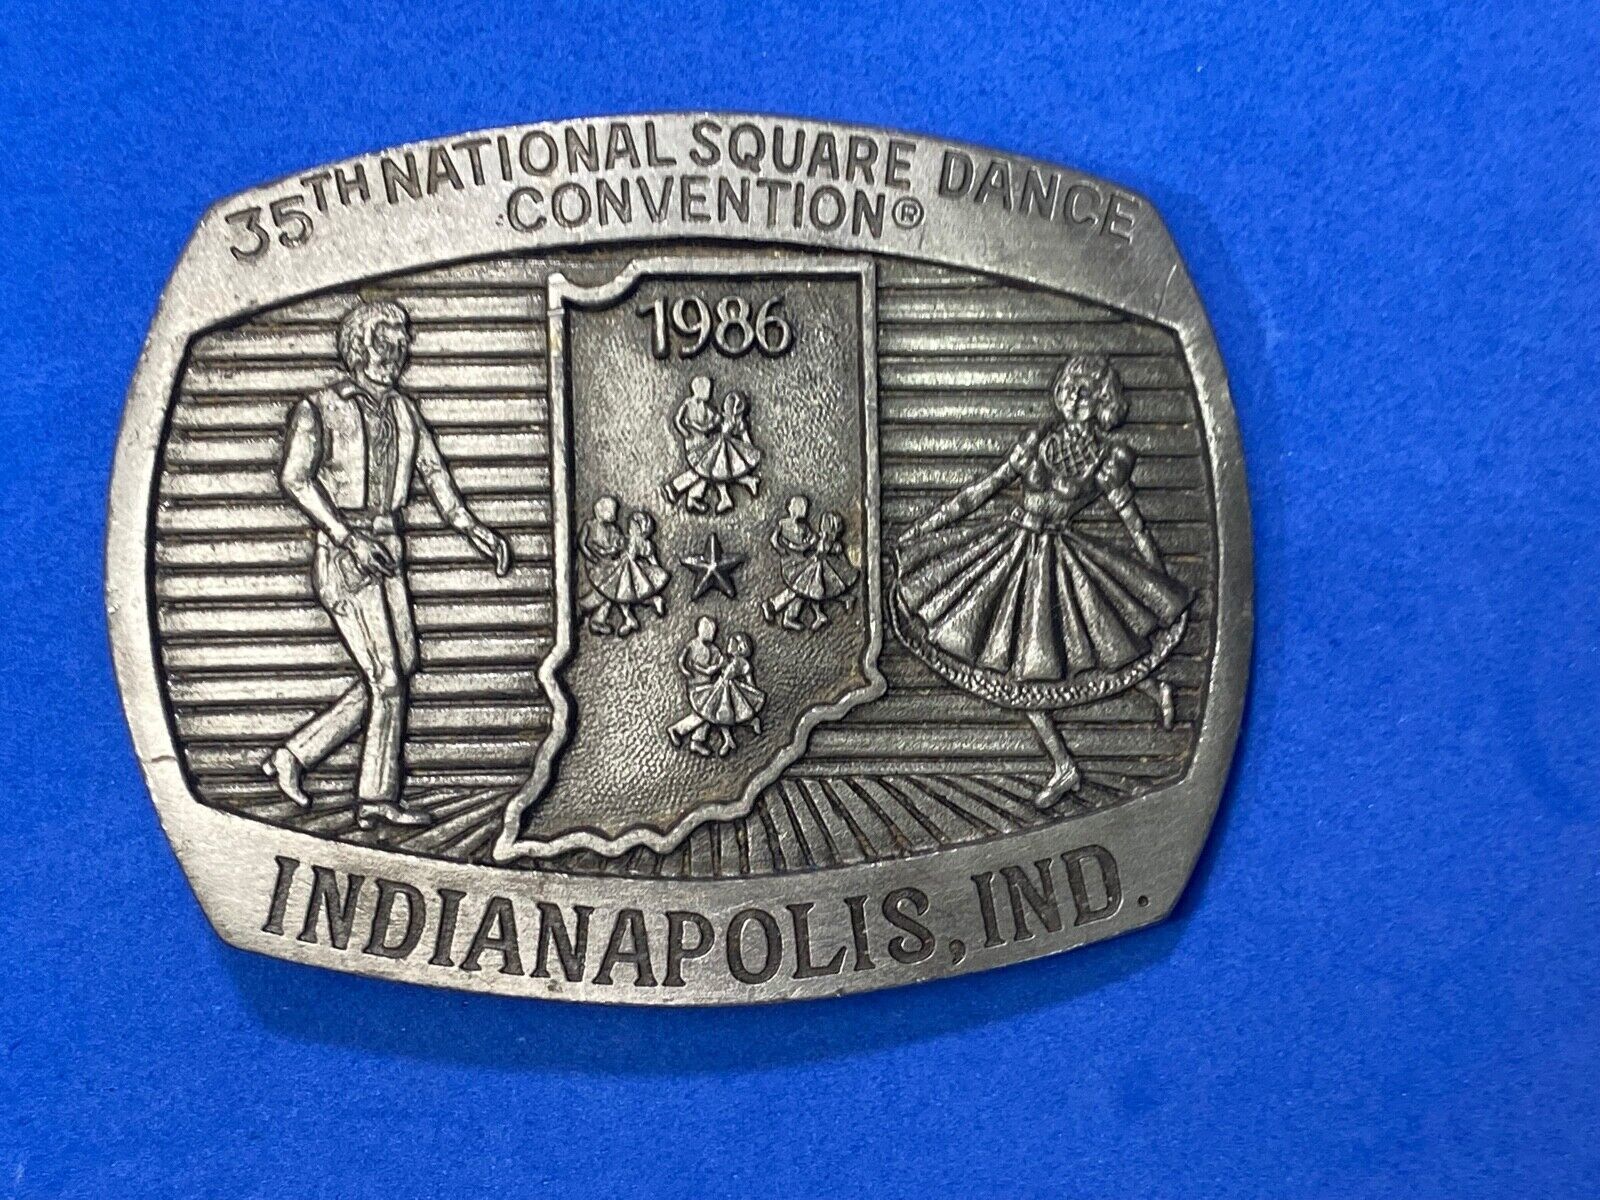 35TH NATIONAL SQUARE DANCE
CONVENTION®
1986
INDIANAPOLIS, IND.